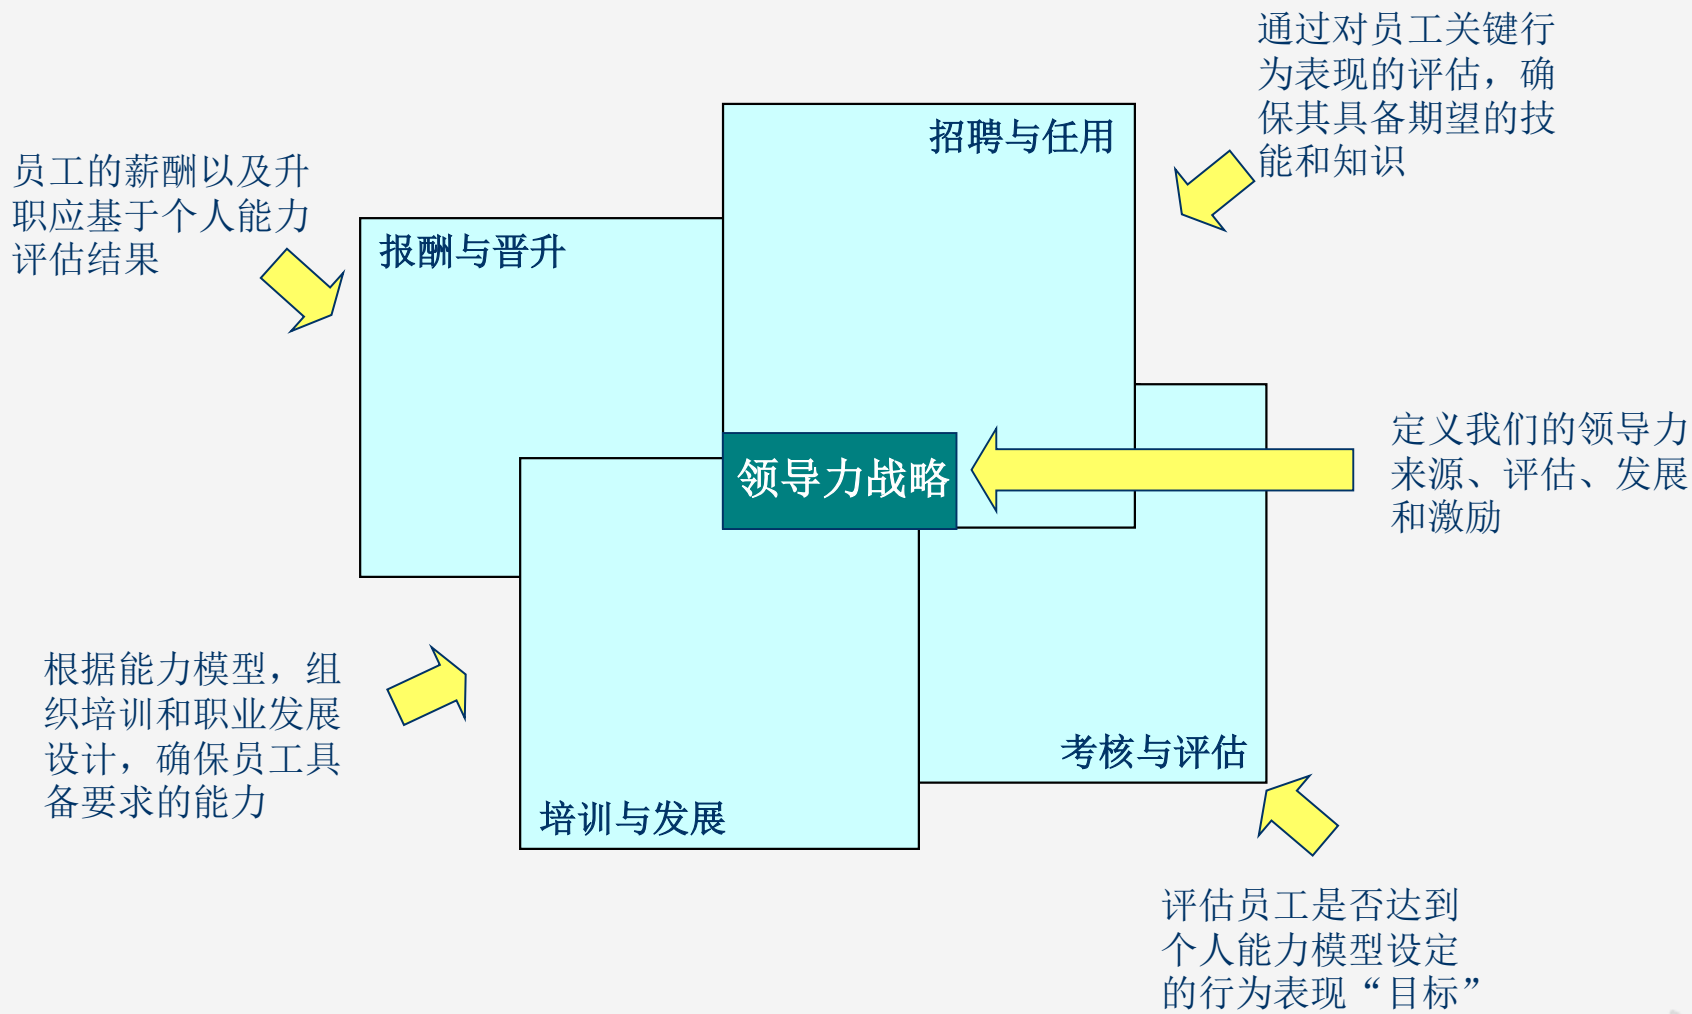 通过对员工关键行
为表现的评估，确
保其具备期望的技
能和知识
招聘与任用
员工的薪酬以及升
职应基于个人能力
评估结果
报酬与晋升
领导力战略
定义我们的领导力
来源、评估、发展
和激励
根据能力模型，组
织培训和职业发展
设计，确保员工具
备要求的能力
考核与评估
培训与发展
评估员工是否达到
个人能力模型设定
的行为表现“目标”